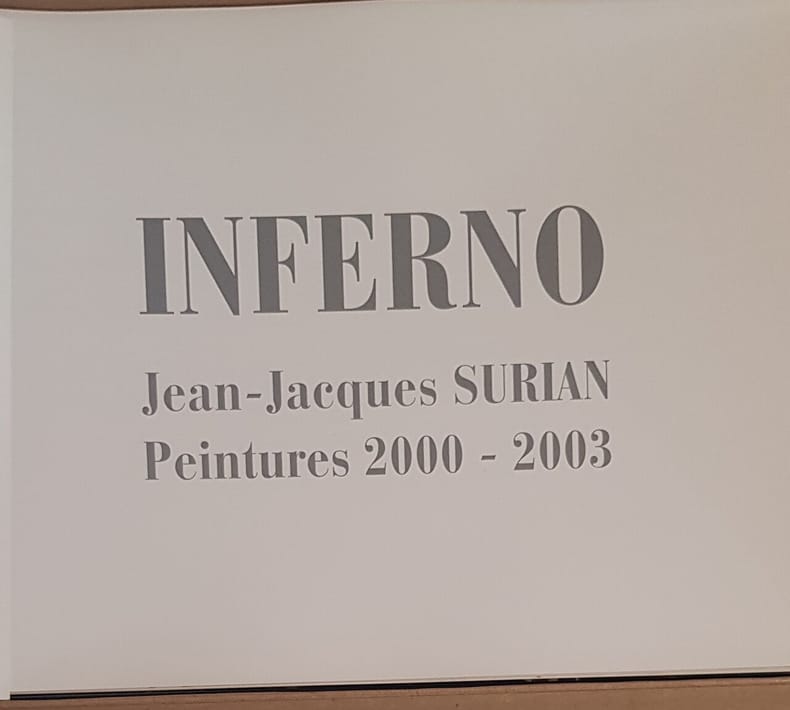 INFERNO
Jean-Jacques SURIAN
Peintures 2000 - 2003